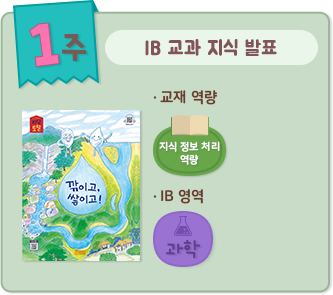 1주
IB 교과 지식 발표
· 교재 역량
지식 정보 처리
역량
· IB 영역
과학
깎이고,
쌓이고!